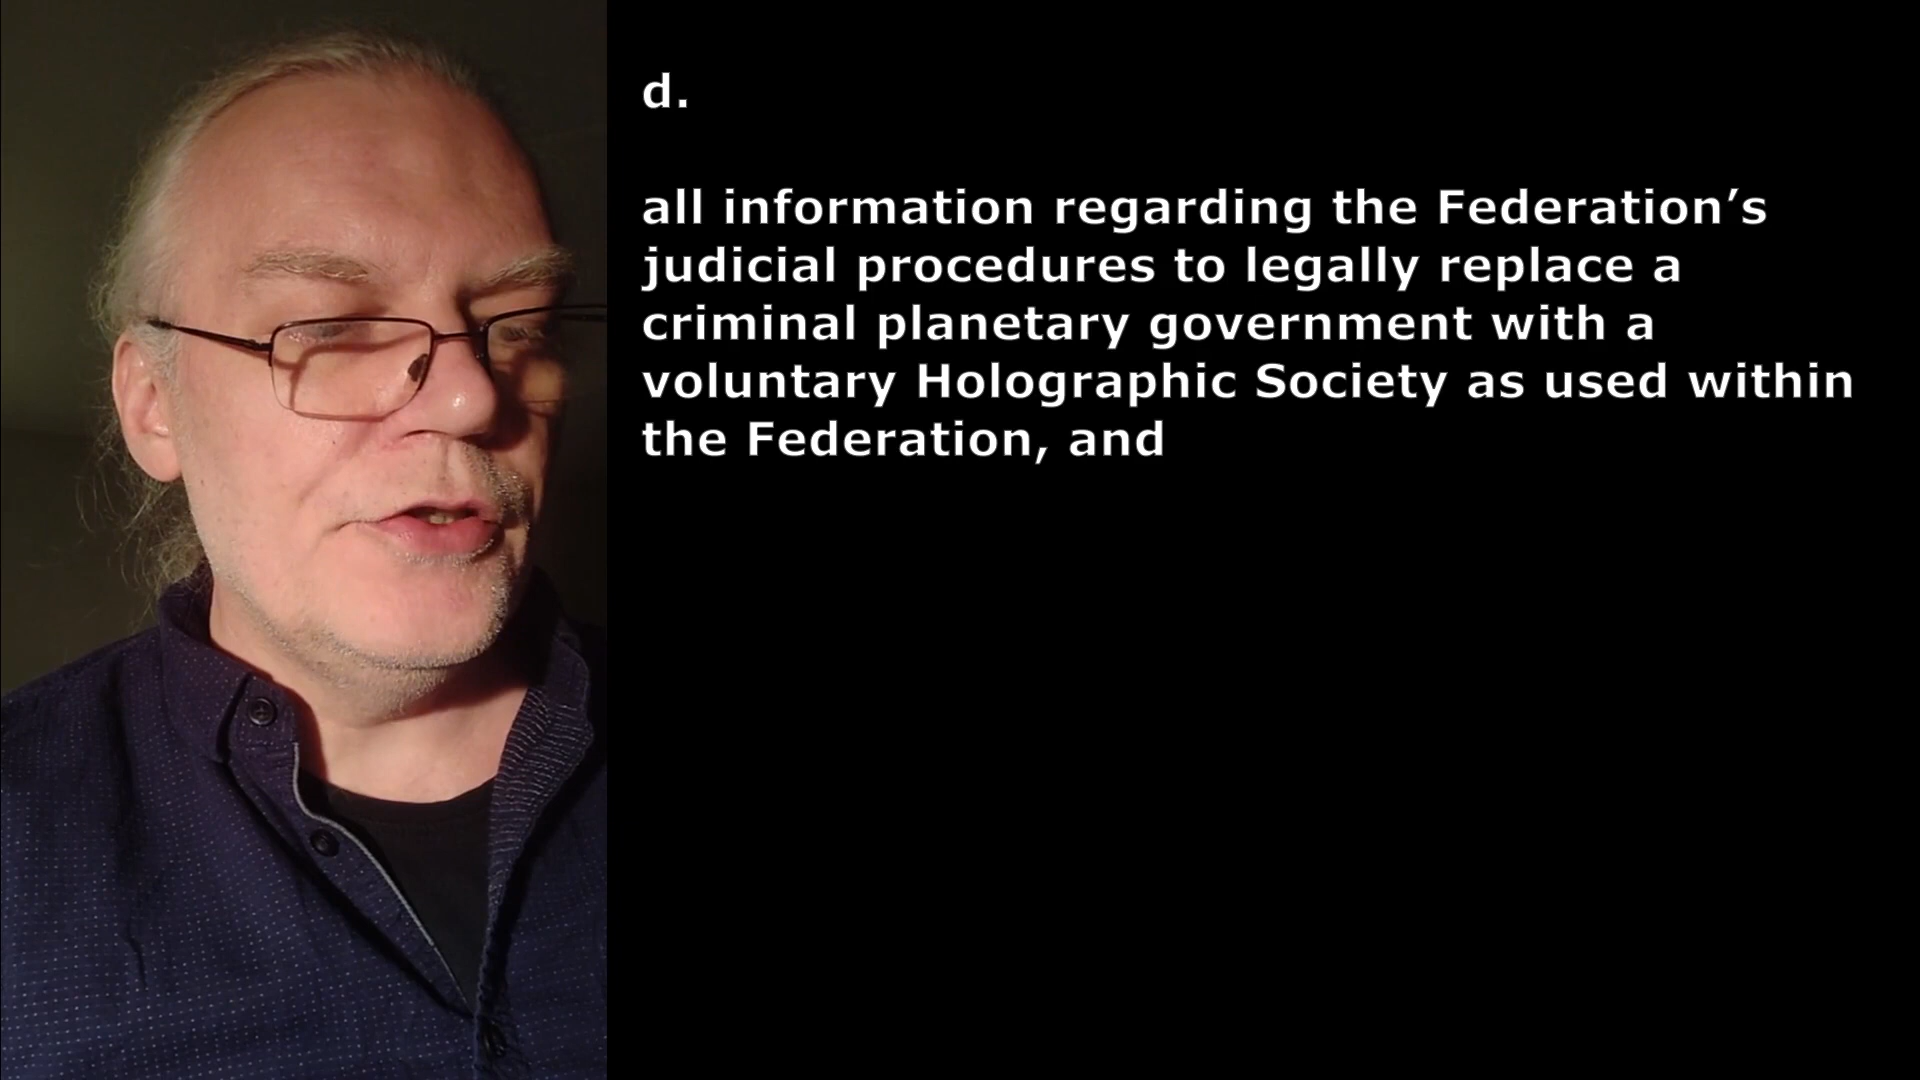 d.
all information regarding the Federation’s
judicial procedures to legally replace a
criminal planetary government with a
voluntary Holographic Society as used within
the Federation, and